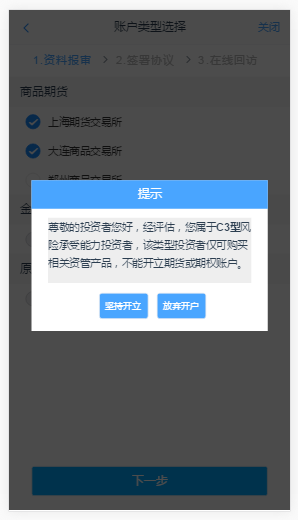 账户类型选择
关闭
1.资料报审
2.签署协议
3.在线回访
商品期货
上海期货交易所
大连商品交易所
郑州商品交易所
提示
尊敬的投资者您好，经评估，您属于C3型风
险承受能力投资者，该类型投资者仅可购买
相关资管产品，不能开立期货或期权账户。
坚持开立
放弃开户
金
原
下一步